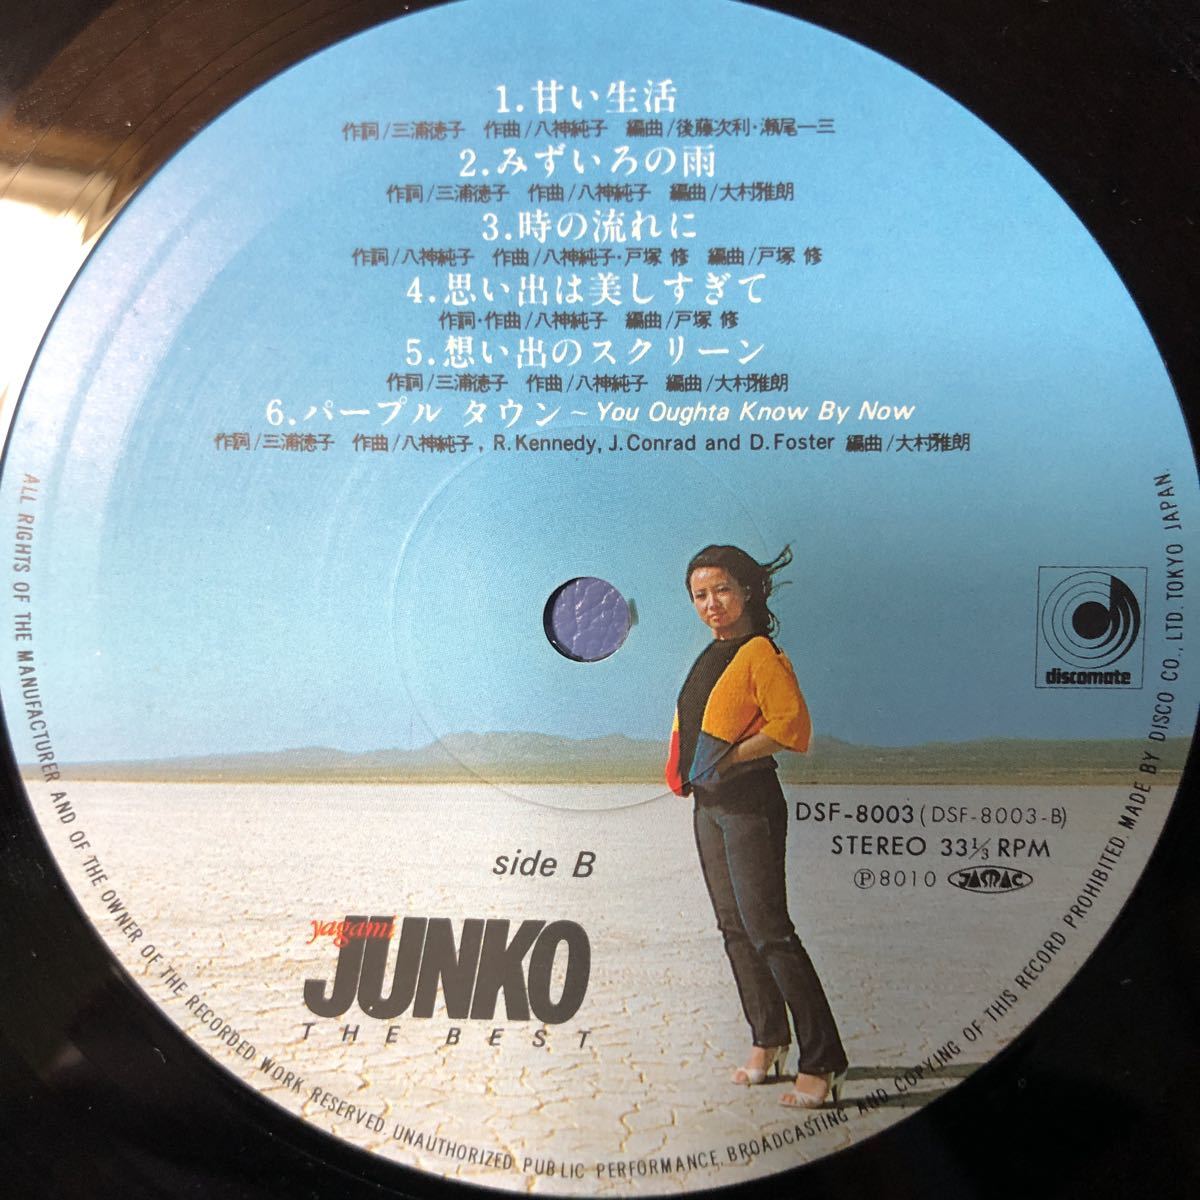 1.甘い生活
作詞/三浦徳子 作曲/八神純子 編曲/後藤次利・瀬尾一三
2.みずいろの雨
作詞/三浦徳子 作曲/八神純子 編曲/大村雅朗
3.時の流れに
作詞/八神純子 作曲/八神純子・戸塚 修 編曲/戸塚 修
4.思い出は美しすぎて
作詞・作曲/八神純子 編曲/戸塚 修
5.想い出のスクリーン
作詞/三浦徳子 作曲/八神純子 編曲/大村雅朗
6.パープル タウン~You Oughta Know By Now
作詞/三浦徳子 作曲/八神純子, R.Kennedy, J.Conrad and D.Foster 編曲/大村雅朗
discomate
DSF-8003 (DSF-8003-B)
STEREO 33⅓ RPM
Ⓟ8010 JASRAC
side B
yagami
JUNKO
THE BEST
ALL RIGHTS OF THE MANUFACTURER AND OF THE OWNER OF THE RECORDED WORK RESERVED. UNAUTHORIZED PUBLIC PERFORMANCE. BROADCASTING AND COPYING OF THIS RECORD PROHIBITED. MADE BY DISCO CO., LTD. TOKYO JAPAN.